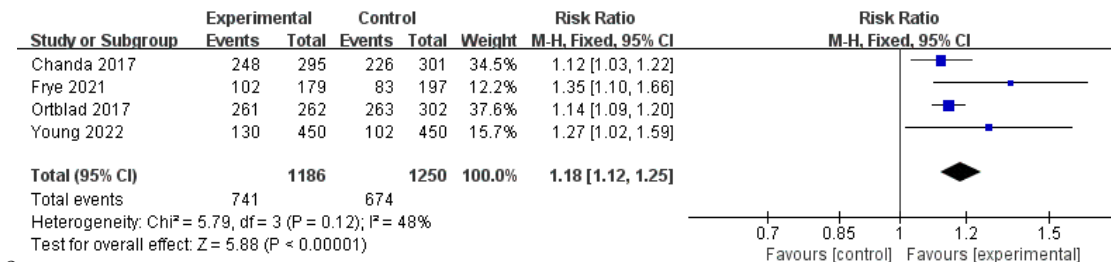 Experimental Control Risk Ratio Risk Ratio
Study or Subgroup Events Total Events Total Weight M-H, Fixed, 95% CI M-H, Fixed, 95% CI
Chanda 2017 248 295 226 301 34.5% 1.12 [1.03, 1.22]
Frye 2021 102 179 83 197 12.2% 1.35 [1.10, 1.66]
Ortblad 2017 261 262 263 302 37.6% 1.14 [1.09, 1.20]
Young 2022 130 450 102 450 15.7% 1.27 [1.02, 1.59]
Total (95% CI) 1186 1250 100.0% 1.18 [1.12, 1.25]
Total events 741 674
Heterogeneity: Chi² = 5.79, df = 3 (P = 0.12); I² = 48%
Test for overall effect: Z = 5.88 (P < 0.00001)
0.7 0.85 1 1.2 1.5
Favours [control] Favours [experimental]